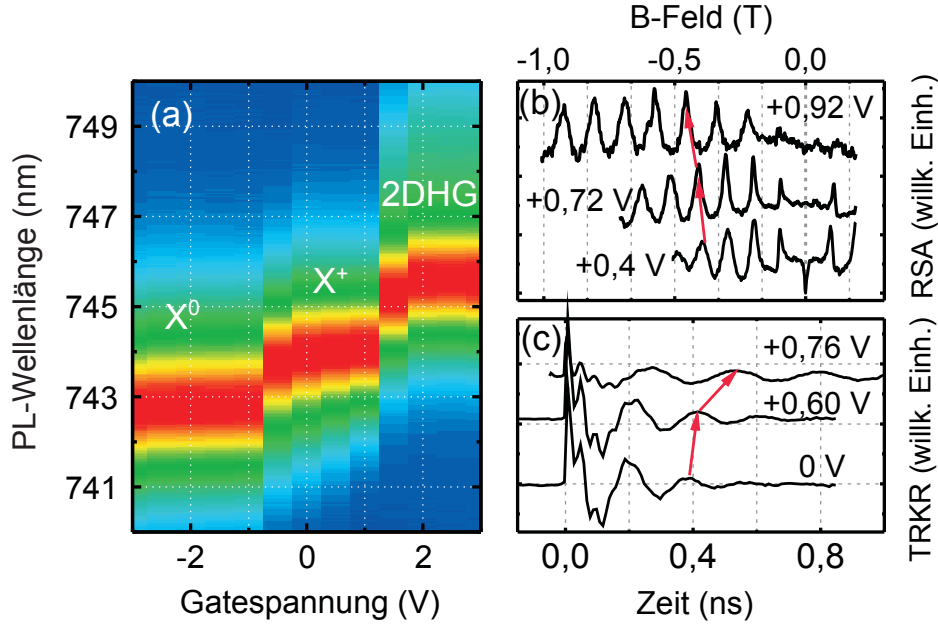 (a)
749
747
745
743
741
PL-Wellenlänge (nm)
X⁰
X⁺
2DHG
-2
0
2
Gatespannung (V)
B-Feld (T)
-1,0
-0,5
0,0
(b)
+0,92 V
+0,72 V
+0,4 V
RSA (willk. Einh.)
(c)
+0,76 V
+0,60 V
0 V
TRKR (willk. Einh.)
0,0
0,4
0,8
Zeit (ns)